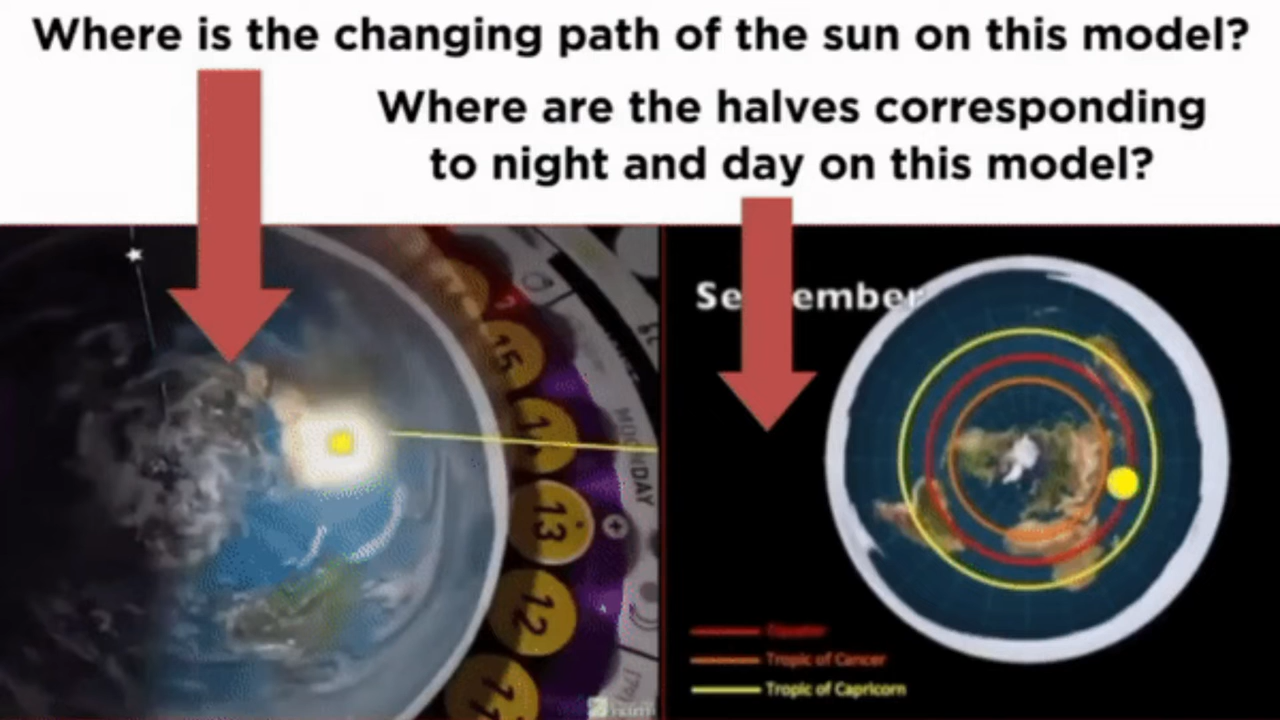 Where is the changing path of the sun on this model?
Where are the halves corresponding
to night and day on this model?
15
13
12
11
Se ember
Equator
Tropic of Cancer
Tropic of Capricorn